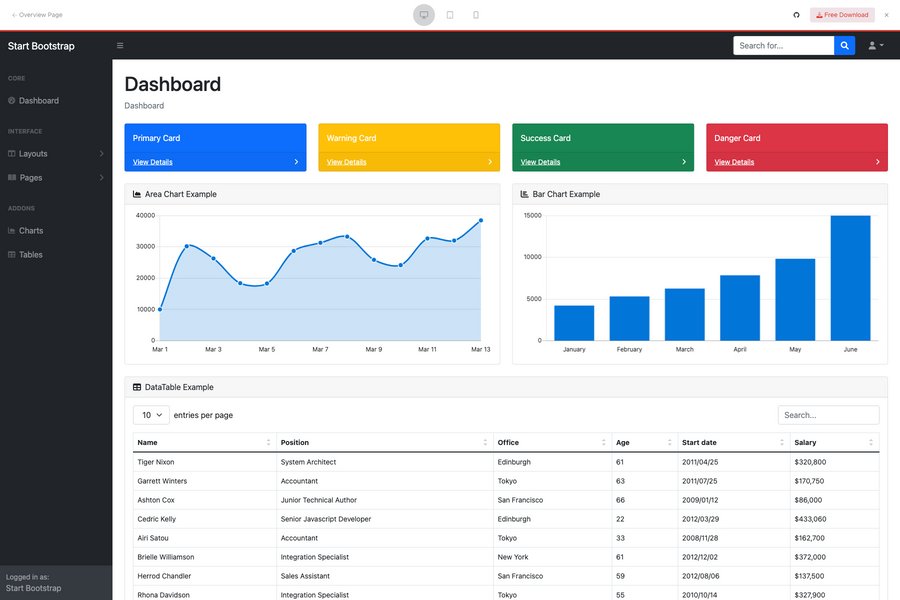 ← Overview Page
Free Download
×
Start Bootstrap
Search for...
CORE
Dashboard
INTERFACE
Layouts
Pages
ADDONS
Charts
Tables
Logged in as:
Start Bootstrap
Dashboard
Dashboard
Primary Card
View Details
Warning Card
View Details
Success Card
View Details
Danger Card
View Details
Area Chart Example
40000
30000
20000
10000
0
Mar 1 Mar 3 Mar 5 Mar 7 Mar 9 Mar 11 Mar 13
Bar Chart Example
15000
10000
5000
0
January February March April May June
DataTable Example
10 entries per page
Search...
Name Position Office Age Start date Salary
Tiger Nixon System Architect Edinburgh 61 2011/04/25 $320,800
Garrett Winters Accountant Tokyo 63 2011/07/25 $170,750
Ashton Cox Junior Technical Author San Francisco 66 2009/01/12 $86,000
Cedric Kelly Senior Javascript Developer Edinburgh 22 2012/03/29 $433,060
Airi Satou Accountant Tokyo 33 2008/11/28 $162,700
Brielle Williamson Integration Specialist New York 61 2012/12/02 $372,000
Herrod Chandler Sales Assistant San Francisco 59 2012/08/06 $137,500
Rhona Davidson Integration Specialist Tokyo 55 2010/10/14 $327,900